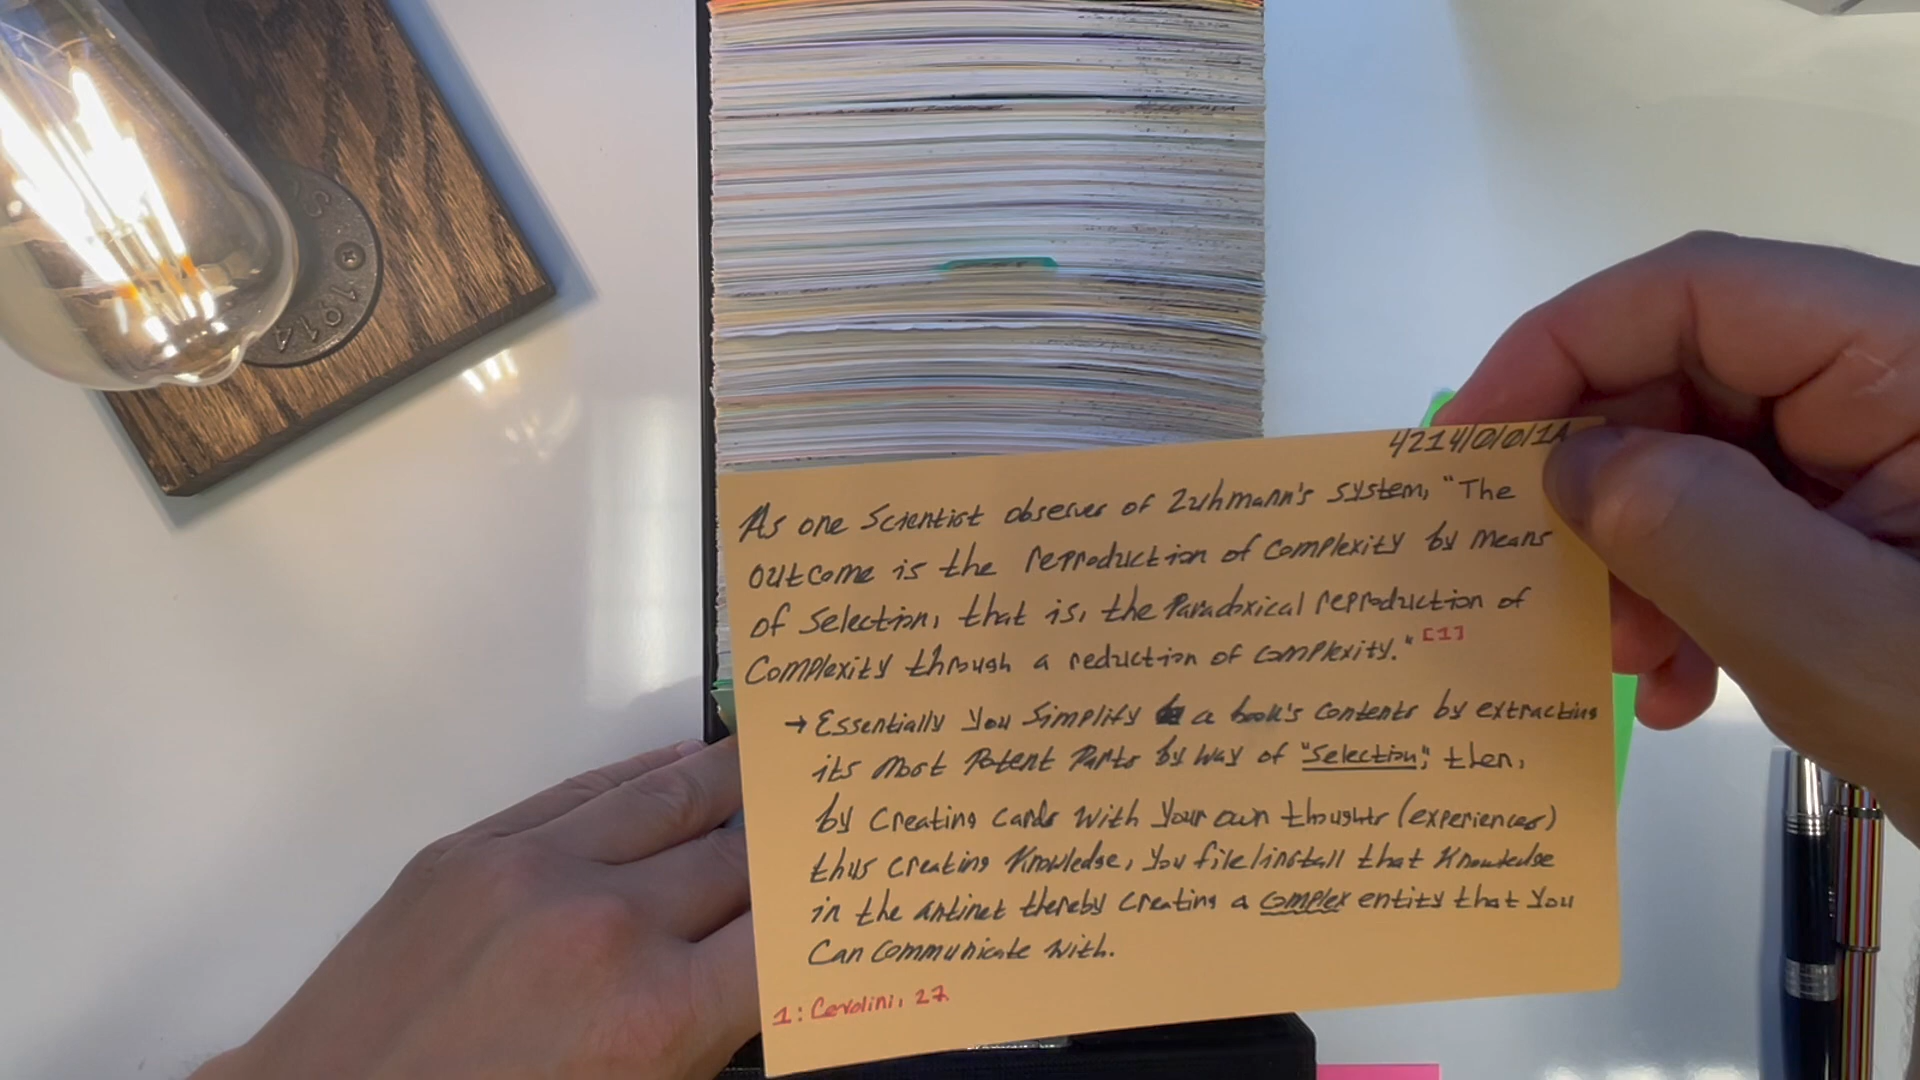 4214/0/0/1A
As one Scientist observer of Luhmann's system, "The
outcome is the reproduction of complexity by means
of selection, that is, the Paradoxical reproduction of
complexity through a reduction of complexity." [1]
→ Essentially you simplify a book's contents by extracting
its most Potent Parts by way of "selection"; then,
by creating cards with your own thoughts (experiences)
thus creating knowledge, you file/install that knowledge
in the antinet thereby creating a complex entity that you
can communicate with.
1: Cevolini, 27.
1914